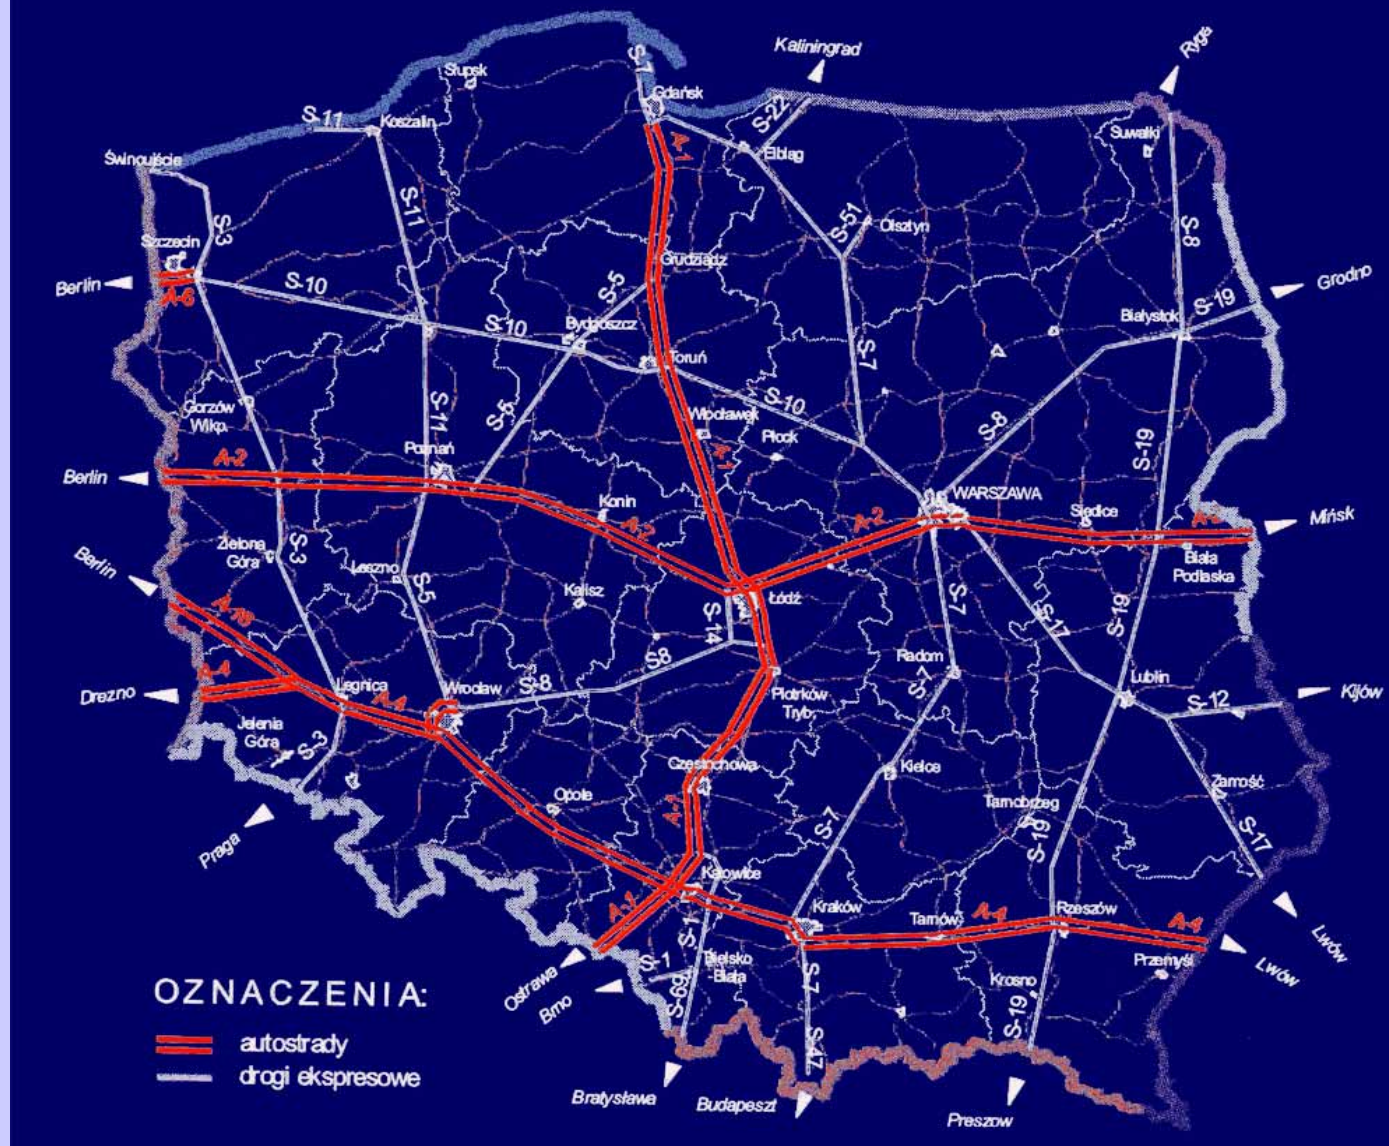 Kaliningrad
Ryga
Słupsk
S-7
Gdańsk
S-11
Koszalin
S-22
Suwałki
A-1
Elbląg
Świnoujście
S-11
S-3
S-51
Olsztyn
S-8
Szczecin
Grudziądz
Berlin
A-6
S-10
S-5
Grodno
S-19
Białystok
S-10
Bydgoszcz
Toruń
S-7
Gorzów
Wlkp.
S-11
S-5
Włocławek
S-10
Płock
S-8
S-19
A-1
Poznań
Berlin
A-2
Konin
WARSZAWA
A-2
A-2
Siedlce
Mińsk
Berlin
Zielona
Góra
S-3
Leszno
S-5
Kalisz
Łódź
Biała
Podlaska
S-14
S-7
S-17
S-19
A-18
S8
Radom
Drezno
A-4
Legnica
A-4
Wrocław
S-8
Piotrków
Tryb.
S-7
Lublin
S-12
Kijów
Jelenia
Góra
S-3
Częstochowa
Kielce
Zamość
Opole
A-1
Tarnobrzeg
S-7
S-19
S-17
Praga
Katowice
A-1
Kraków
Tarnów
A-4
Rzeszów
A-4
Lwów
Lwów
S-1
Ostrawa
Brno
S-1
Bielsko
-Biała
S-69
S-7
Przemyśl
Krosno
S-19
S-47
Bratysława
Budapeszt
Preszow
OZNACZENIA:
autostrady
drogi ekspresowe